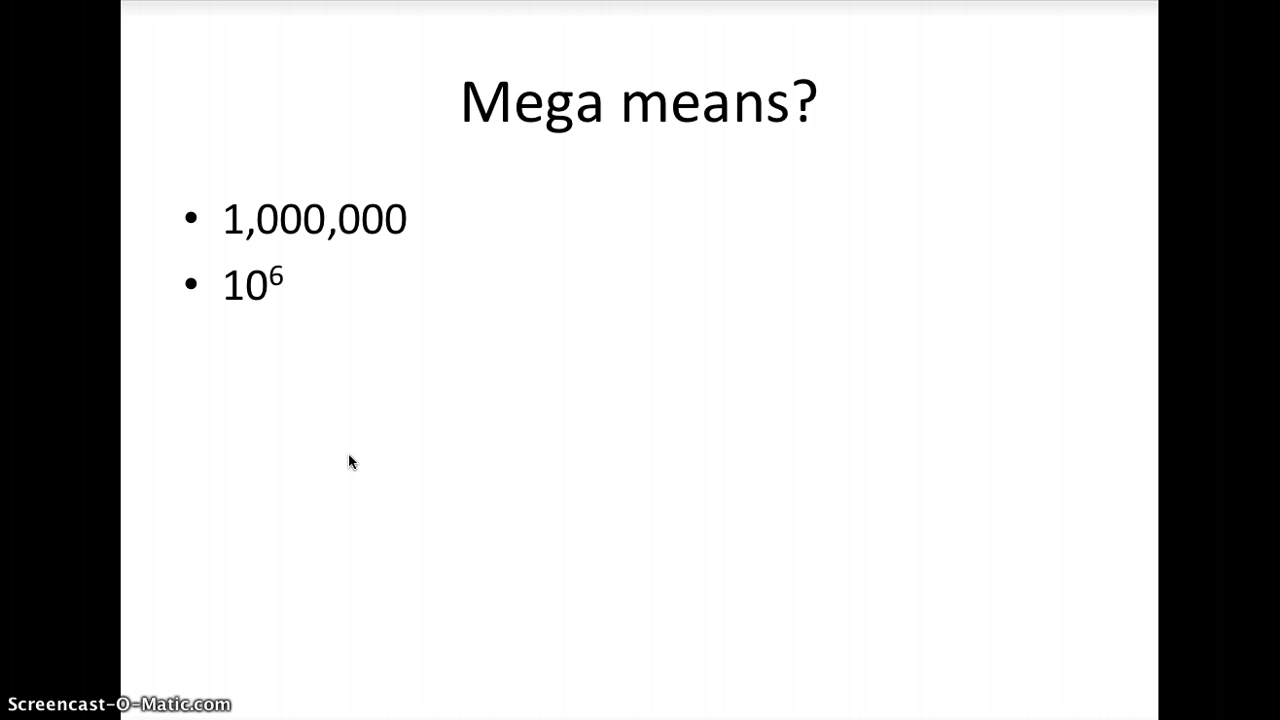 Mega means?
• 1,000,000
• 10⁶
Screencast-O-Matic.com